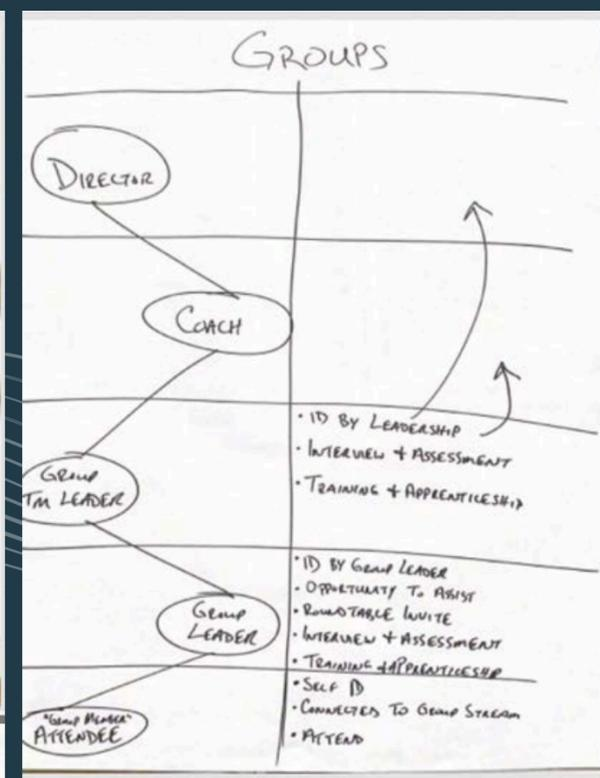 GROUPS
DIRECTOR
COACH
GROUP
TM LEADER
• ID BY LEADERSHIP
• INTERVIEW + ASSESSMENT
• TRAINING + APPRENTICESHIP
GROUP
LEADER
• ID BY GROUP LEADER
• OPPORTUNITY TO ASSIST
• ROUNDTABLE INVITE
• INTERVIEW + ASSESSMENT
• TRAINING + APPRENTICESHIP
"GROUP MEMBER"
ATTENDEE
• SELF ID
• CONNECTED TO GROUP STREAM
• ATTEND